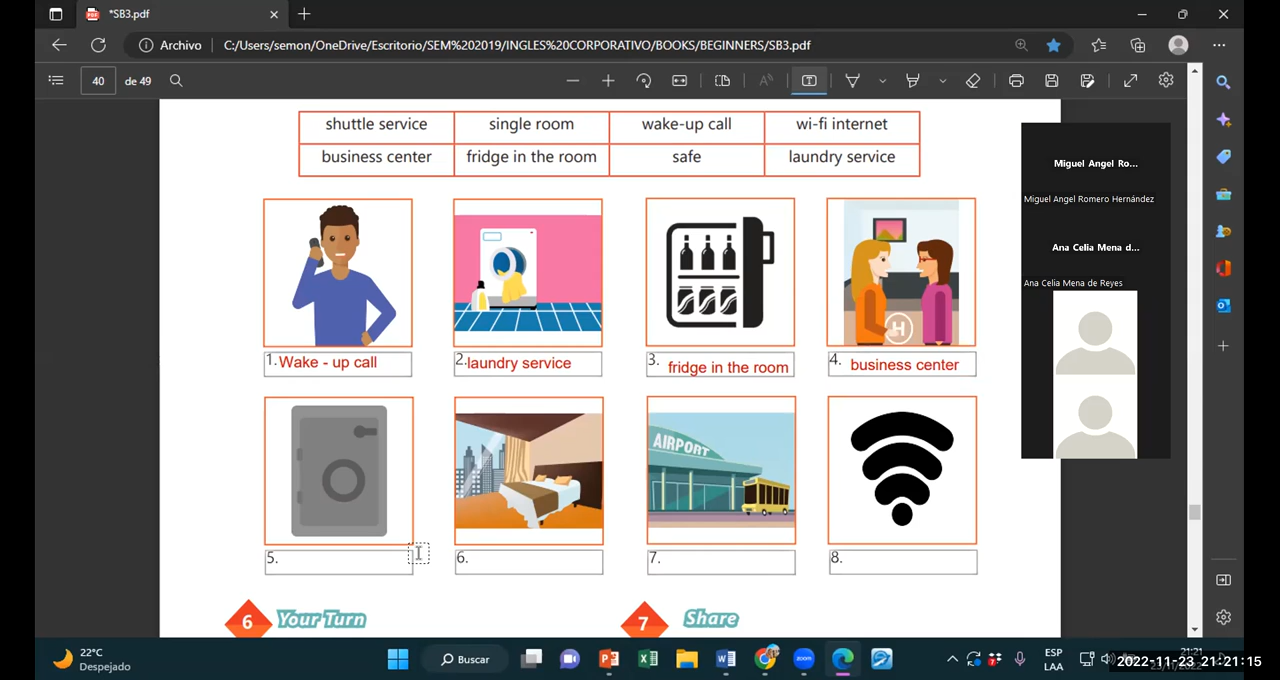 *SB3.pdf
Archivo
C:/Users/semon/OneDrive/Escritorio/SEM%202019/INGLES%20CORPORATIVO/BOOKS/BEGINNERS/SB3.pdf
40 de 49
shuttle service single room wake-up call wi-fi internet
business center fridge in the room safe laundry service
Miguel Angel Ro...
Miguel Angel Romero Hernández
Ana Celia Mena d...
Ana Celia Mena de Reyes
H
1. Wake - up call 2. laundry service 3. fridge in the room 4. business center
AIRPORT
5. 6. 7. 8.
6 Your Turn 7 Share
22°C
Despejado
Buscar
ESP
LAA
21:21
2022-11-23 21:21:15